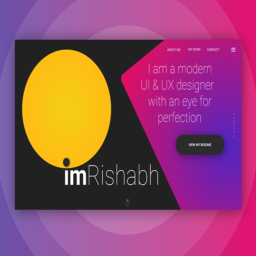 ABOUT ME MY WORK CONTACT
I am a modern
UI & UX designer
with an eye for
perfection
VIEW MY RESUME
imRishabh